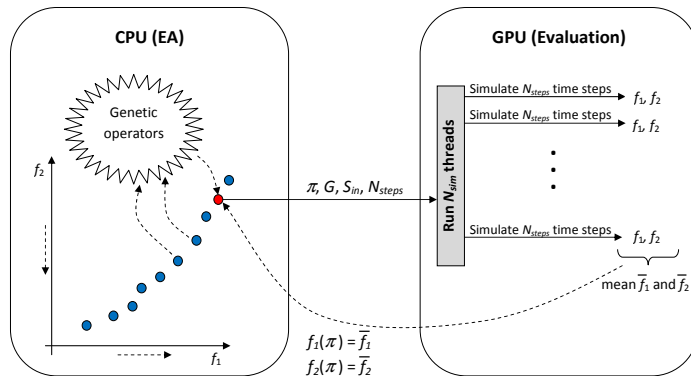 CPU (EA)
Genetic
operators
f₂
f₁
π, G, Sᵢₙ, Nsteps
f₁(π) = f̅₁
f₂(π) = f̅₂
GPU (Evaluation)
Run Nsim threads
Simulate Nsteps time steps
f₁, f₂
Simulate Nsteps time steps
f₁, f₂
Simulate Nsteps time steps
f₁, f₂
mean f̅₁ and f̅₂